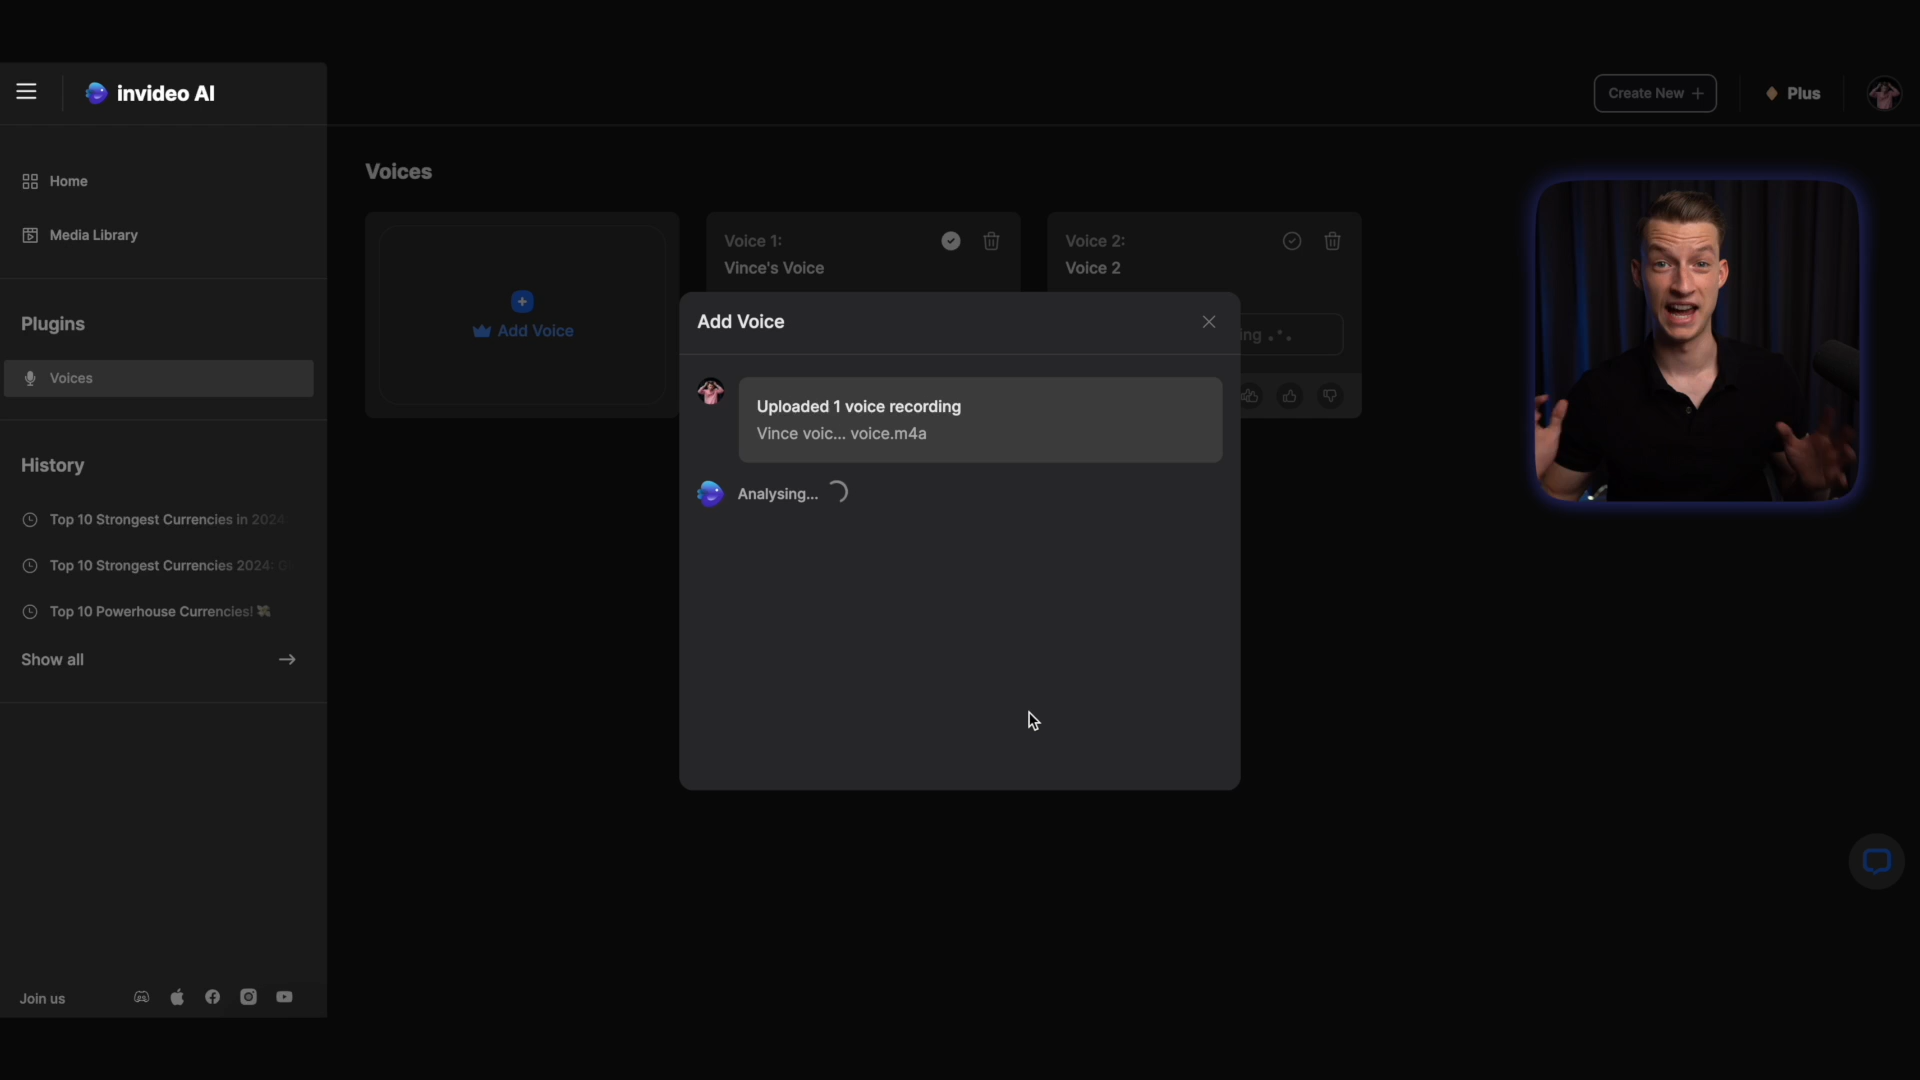 invideo AI
Create New +
Plus
Home
Media Library
Plugins
Voices
History
Top 10 Strongest Currencies in 2024
Top 10 Strongest Currencies 2024: G
Top 10 Powerhouse Currencies!
Show all
Join us
Voices
Add Voice
Voice 1:
Vince's Voice
Voice 2:
Voice 2
ing
Add Voice
Uploaded 1 voice recording
Vince voic... voice.m4a
Analysing...